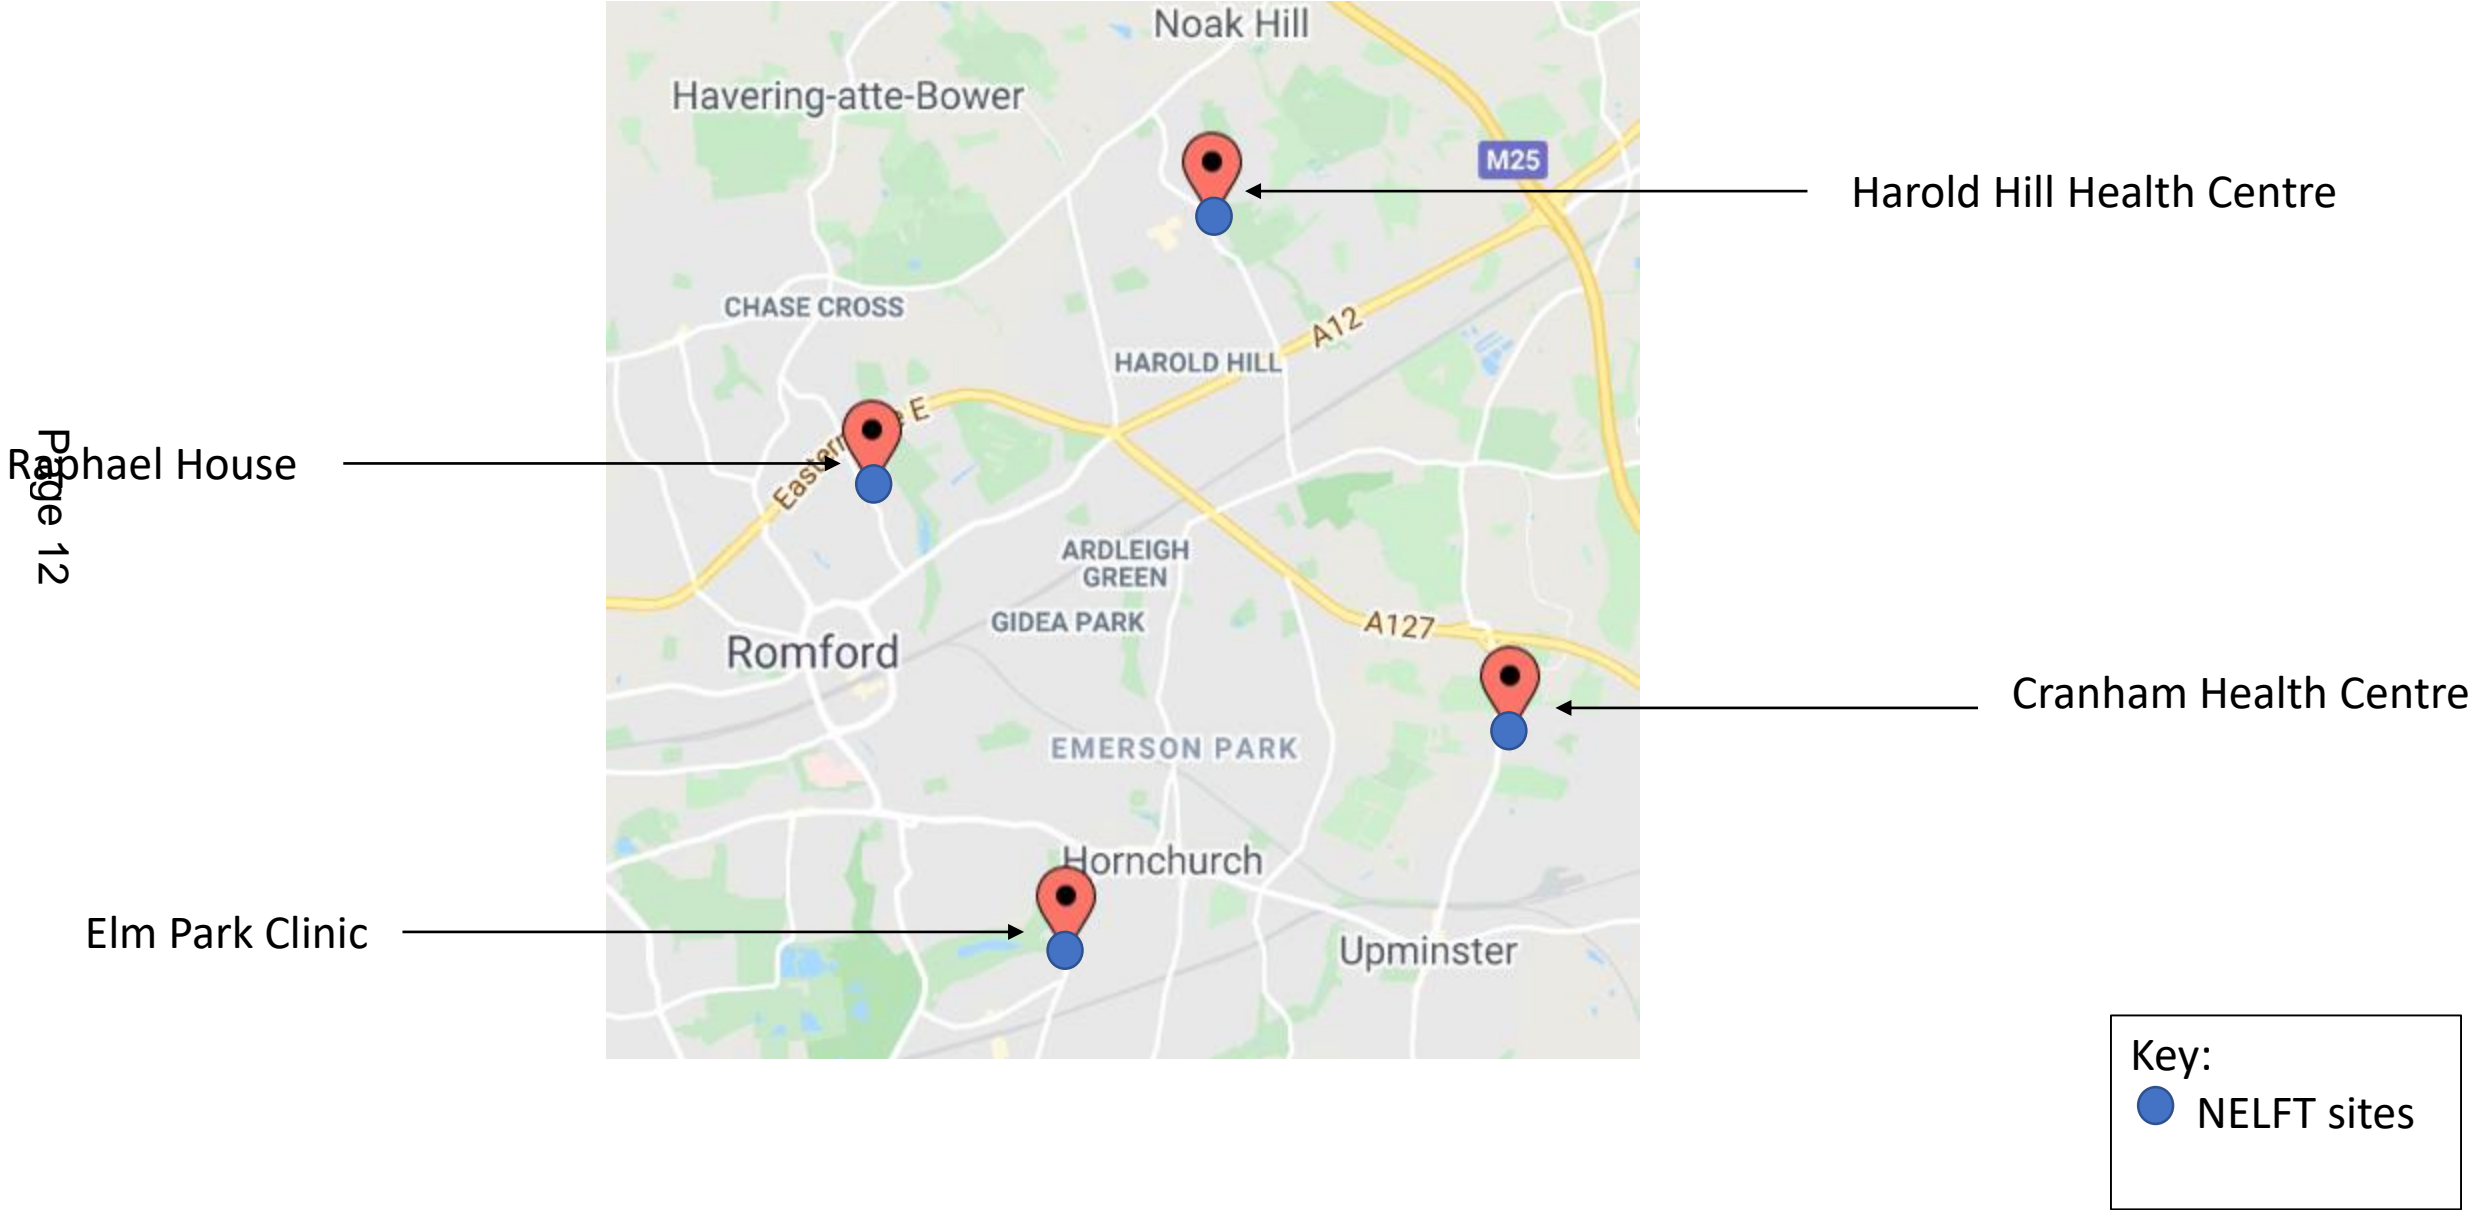 Noak Hill
Havering-atte-Bower
M25
Harold Hill Health Centre
CHASE CROSS
A12
HAROLD HILL
E
Eastern
Raphael House
Page 12
ARDLEIGH
GREEN
GIDEA PARK
A127
Romford
Cranham Health Centre
EMERSON PARK
Hornchurch
Elm Park Clinic
Upminster
Key:
NELFT sites